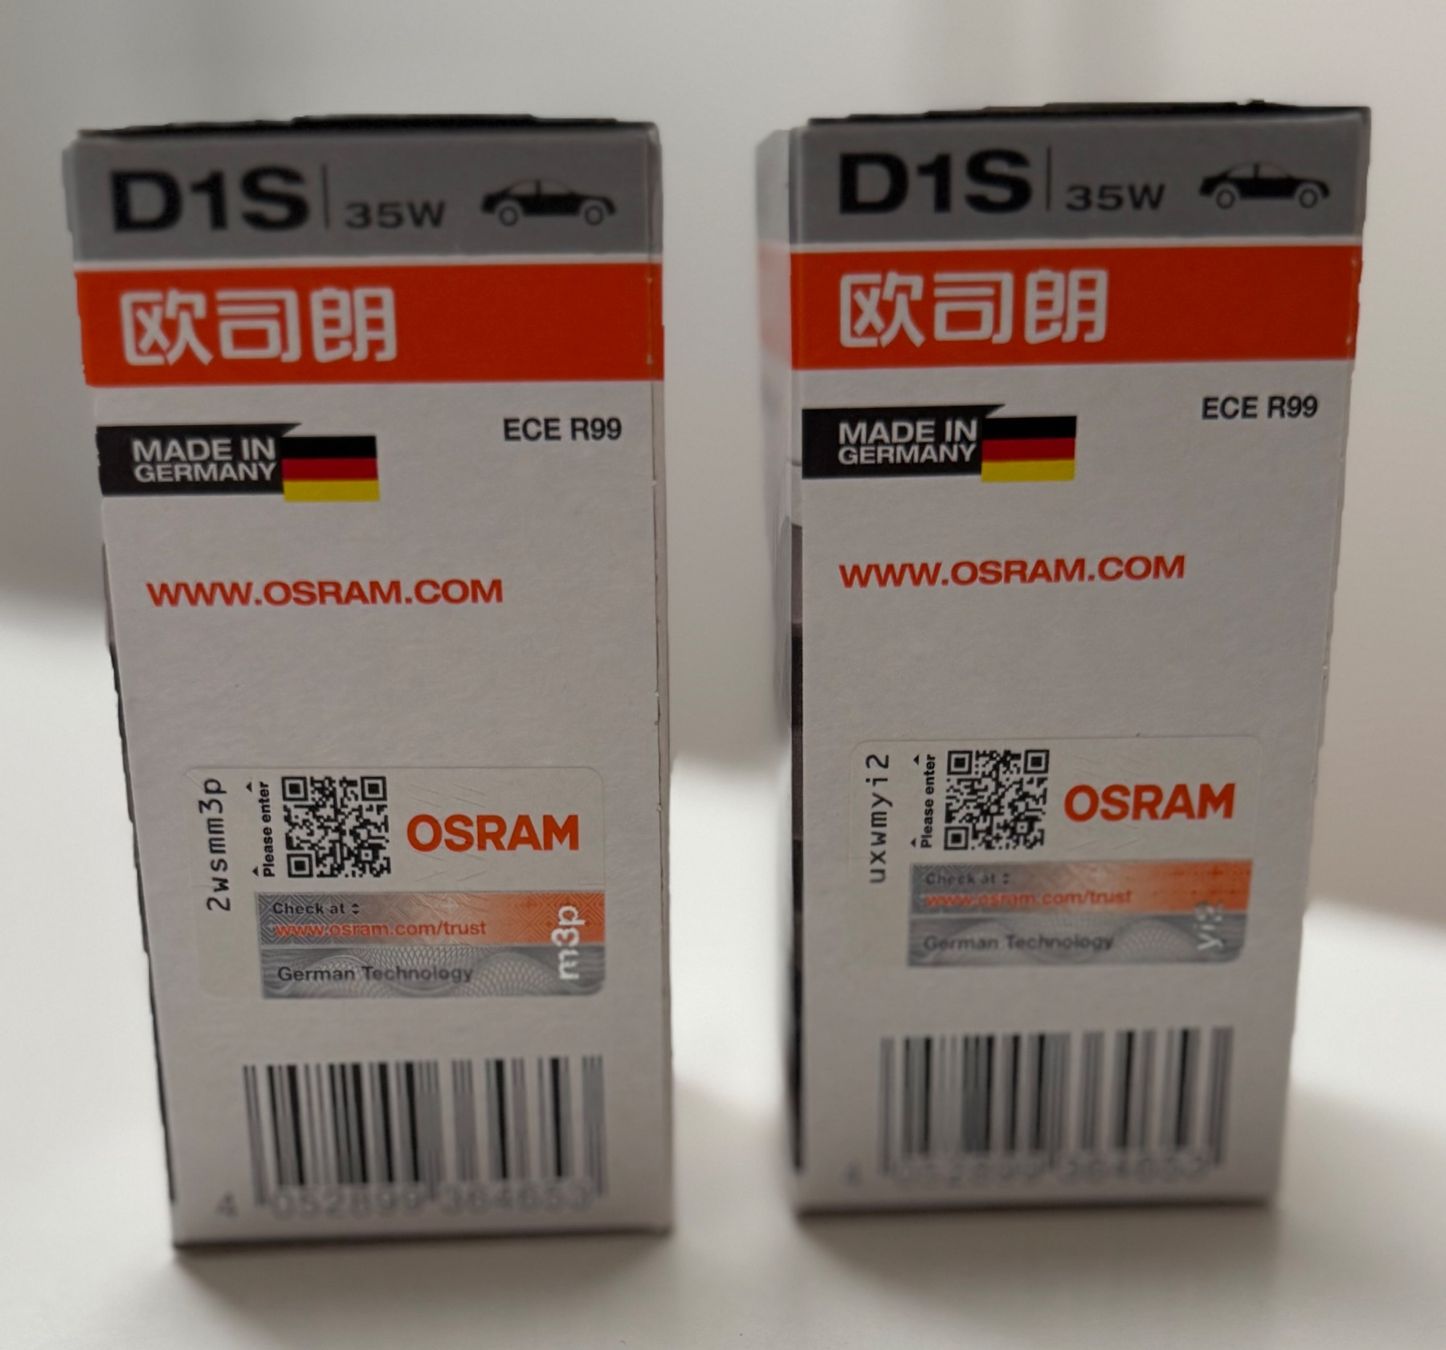 D1S 35W
欧司朗
MADE IN
GERMANY
ECE R99
WWW.OSRAM.COM
2wsmm3p
Please enter
OSRAM
Check at
www.osram.com/trust
German Technology
m3p
D1S 35W
欧司朗
MADE IN
GERMANY
ECE R99
WWW.OSRAM.COM
uxwmyi2
Please enter
OSRAM
Check at
www.osram.com/trust
German Technology
yi2